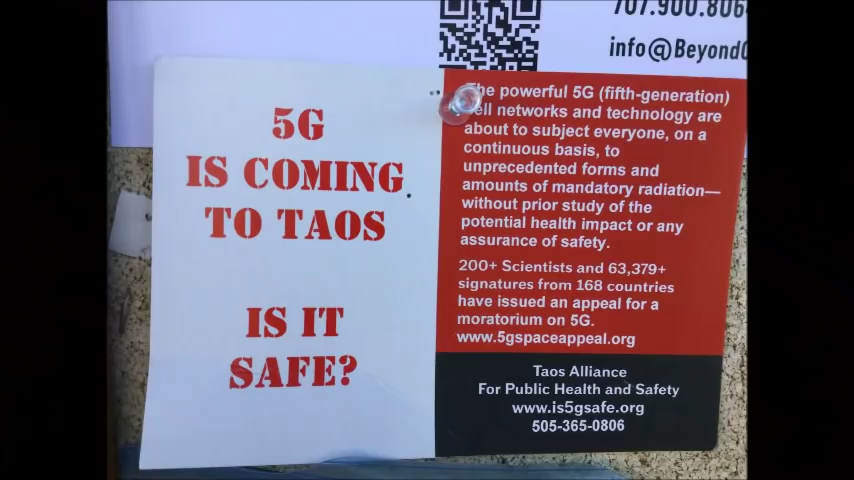 707.900.806
info@Beyond
5G
IS COMING
TO TAOS
IS IT
SAFE?
The powerful 5G (fifth-generation)
cell networks and technology are
about to subject everyone, on a
continuous basis, to
unprecedented forms and
amounts of mandatory radiation—
without prior study of the
potential health impact or any
assurance of safety.
200+ Scientists and 63,379+
signatures from 168 countries
have issued an appeal for a
moratorium on 5G.
www.5gspaceappeal.org
Taos Alliance
For Public Health and Safety
www.is5gsafe.org
505-365-0806